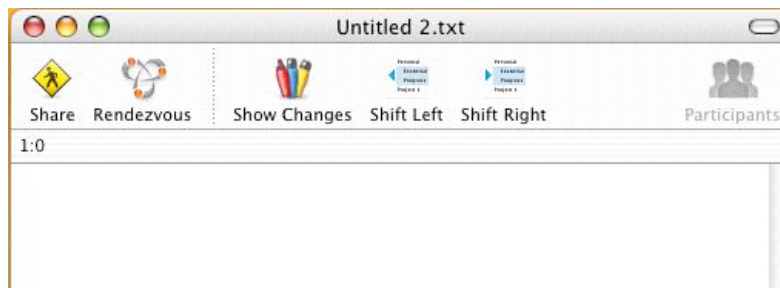 Untitled 2.txt
Share Rendezvous Show Changes Shift Left Shift Right Participants
1:0